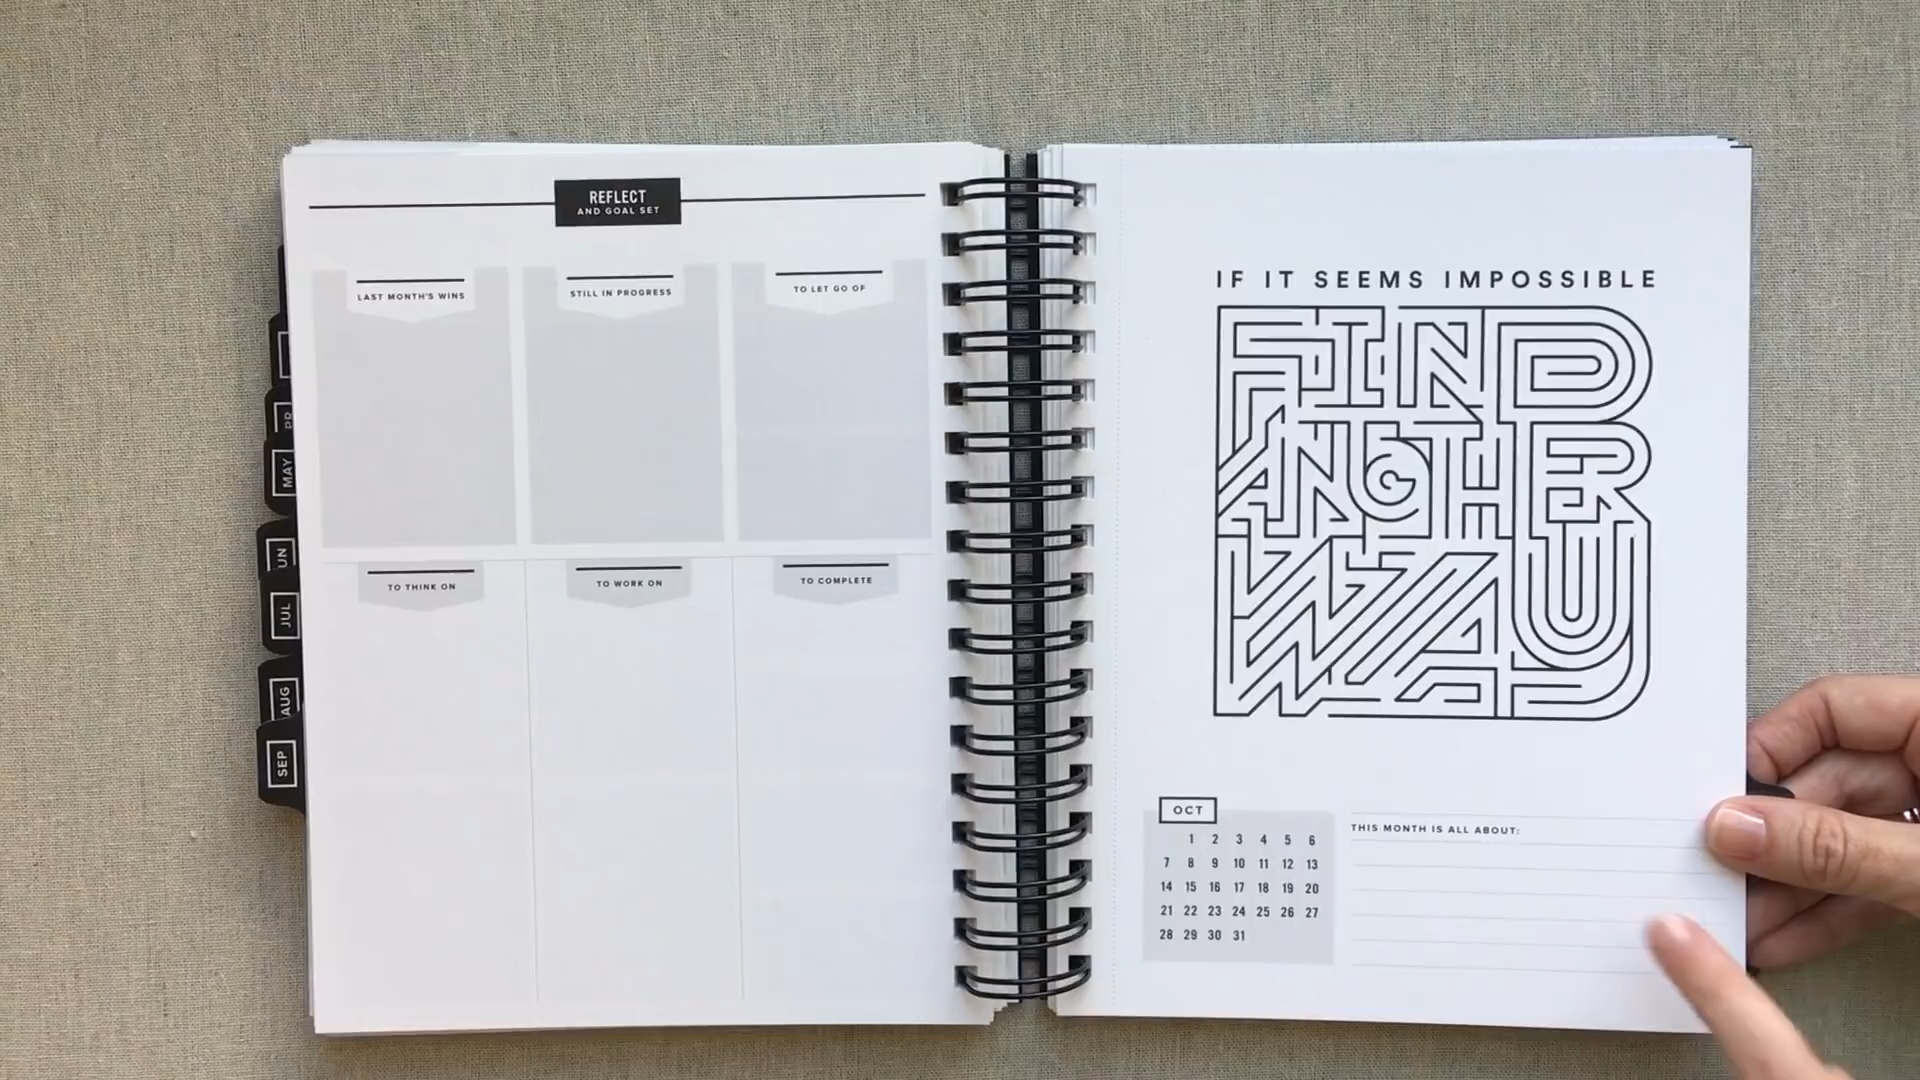 REFLECT
AND GOAL SET
LAST MONTH'S WINS
STILL IN PROGRESS
TO LET GO OF
TO THINK ON
TO WORK ON
TO COMPLETE
MAY
UN
JUL
AUG
SEP
IF IT SEEMS IMPOSSIBLE
FIND
ANOTHER
WAY
OCT
1 2 3 4 5 6
7 8 9 10 11 12 13
14 15 16 17 18 19 20
21 22 23 24 25 26 27
28 29 30 31
THIS MONTH IS ALL ABOUT: